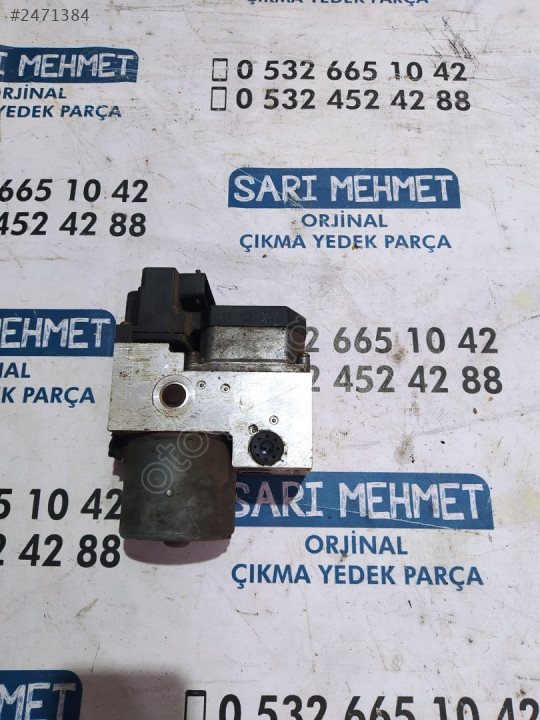 #2471384
SARI MEHMET
ORJİNAL
YEDEK PARÇA
0 532 665 10 42
0 532 452 42 88
665 10 42
452 42 88
SARI MEHMET
ORJİNAL
ÇIKMA YEDEK PARÇA
MEHMET
ORJİNAL
YEDEK PARÇA
2 665 10 42
2 452 42 88
5 10 42
2 42 88
SARI MEHMET
ORJİNAL
ÇIKMA YEDEK PARÇA
SARI MEHMET
0 532 665 10 42